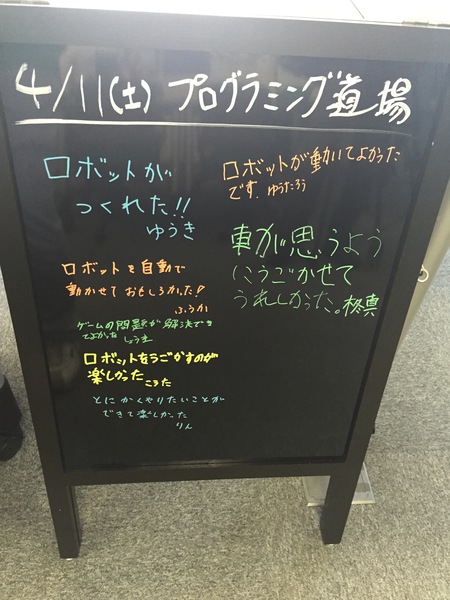 4/11(土) プログラミング道場
ロボットが
つくれた!!
ゆうき
ロボットを自動で
動かせておもしろかった!
ふうか
ゲームの問題が解決でき
てよかった しょうま
ロボットをうごかすのが
楽しかった ころた
とにかくやりたいことが
できて楽しかった
りん
ロボットが動いてよかった
です. ゆうたろう
車が思うよう
にうごかせて
うれしかった。柊真